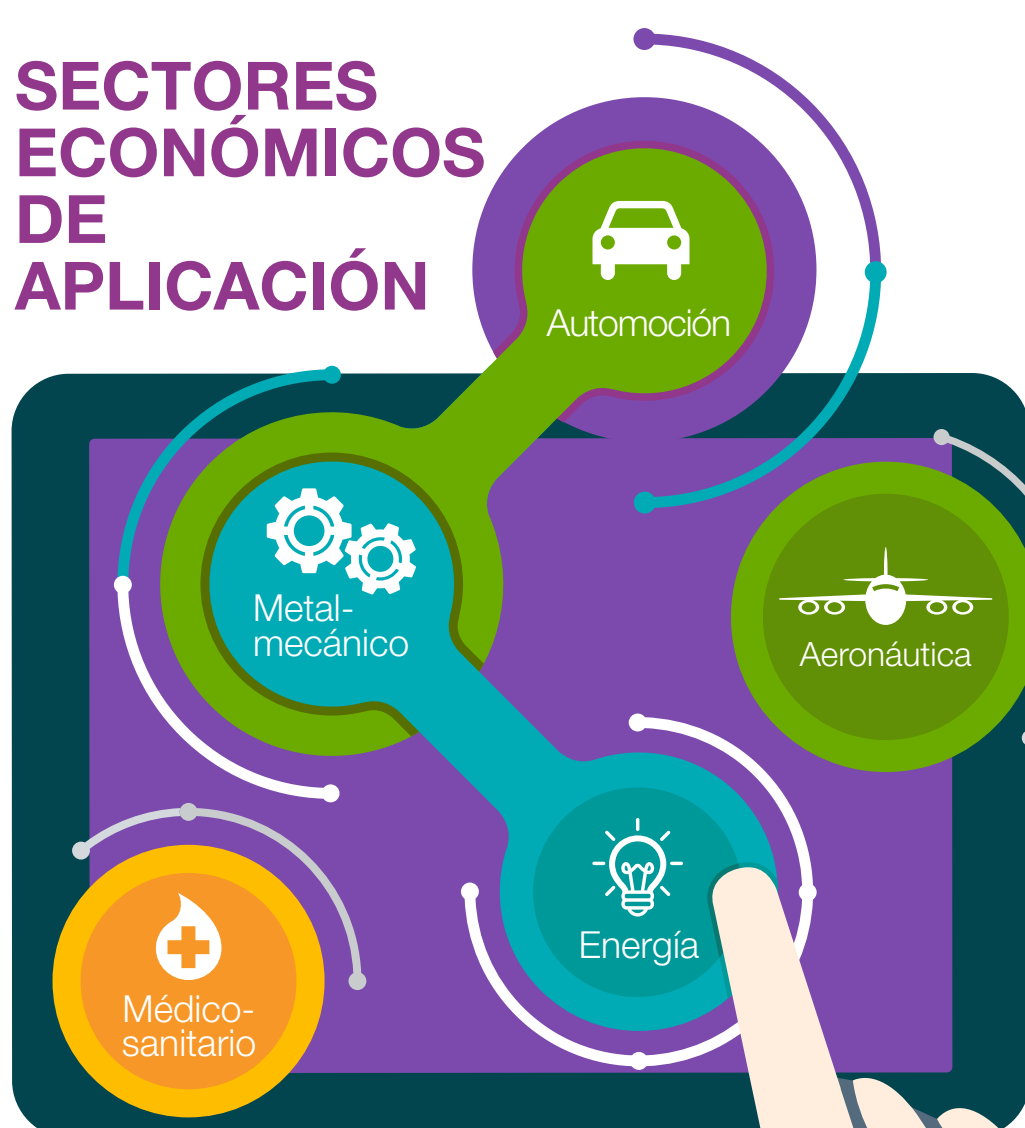 SECTORES
ECONÓMICOS
DE
APLICACIÓN
Automoción
Metal-
mecánico
Aeronáutica
Energía
Médico-
sanitario